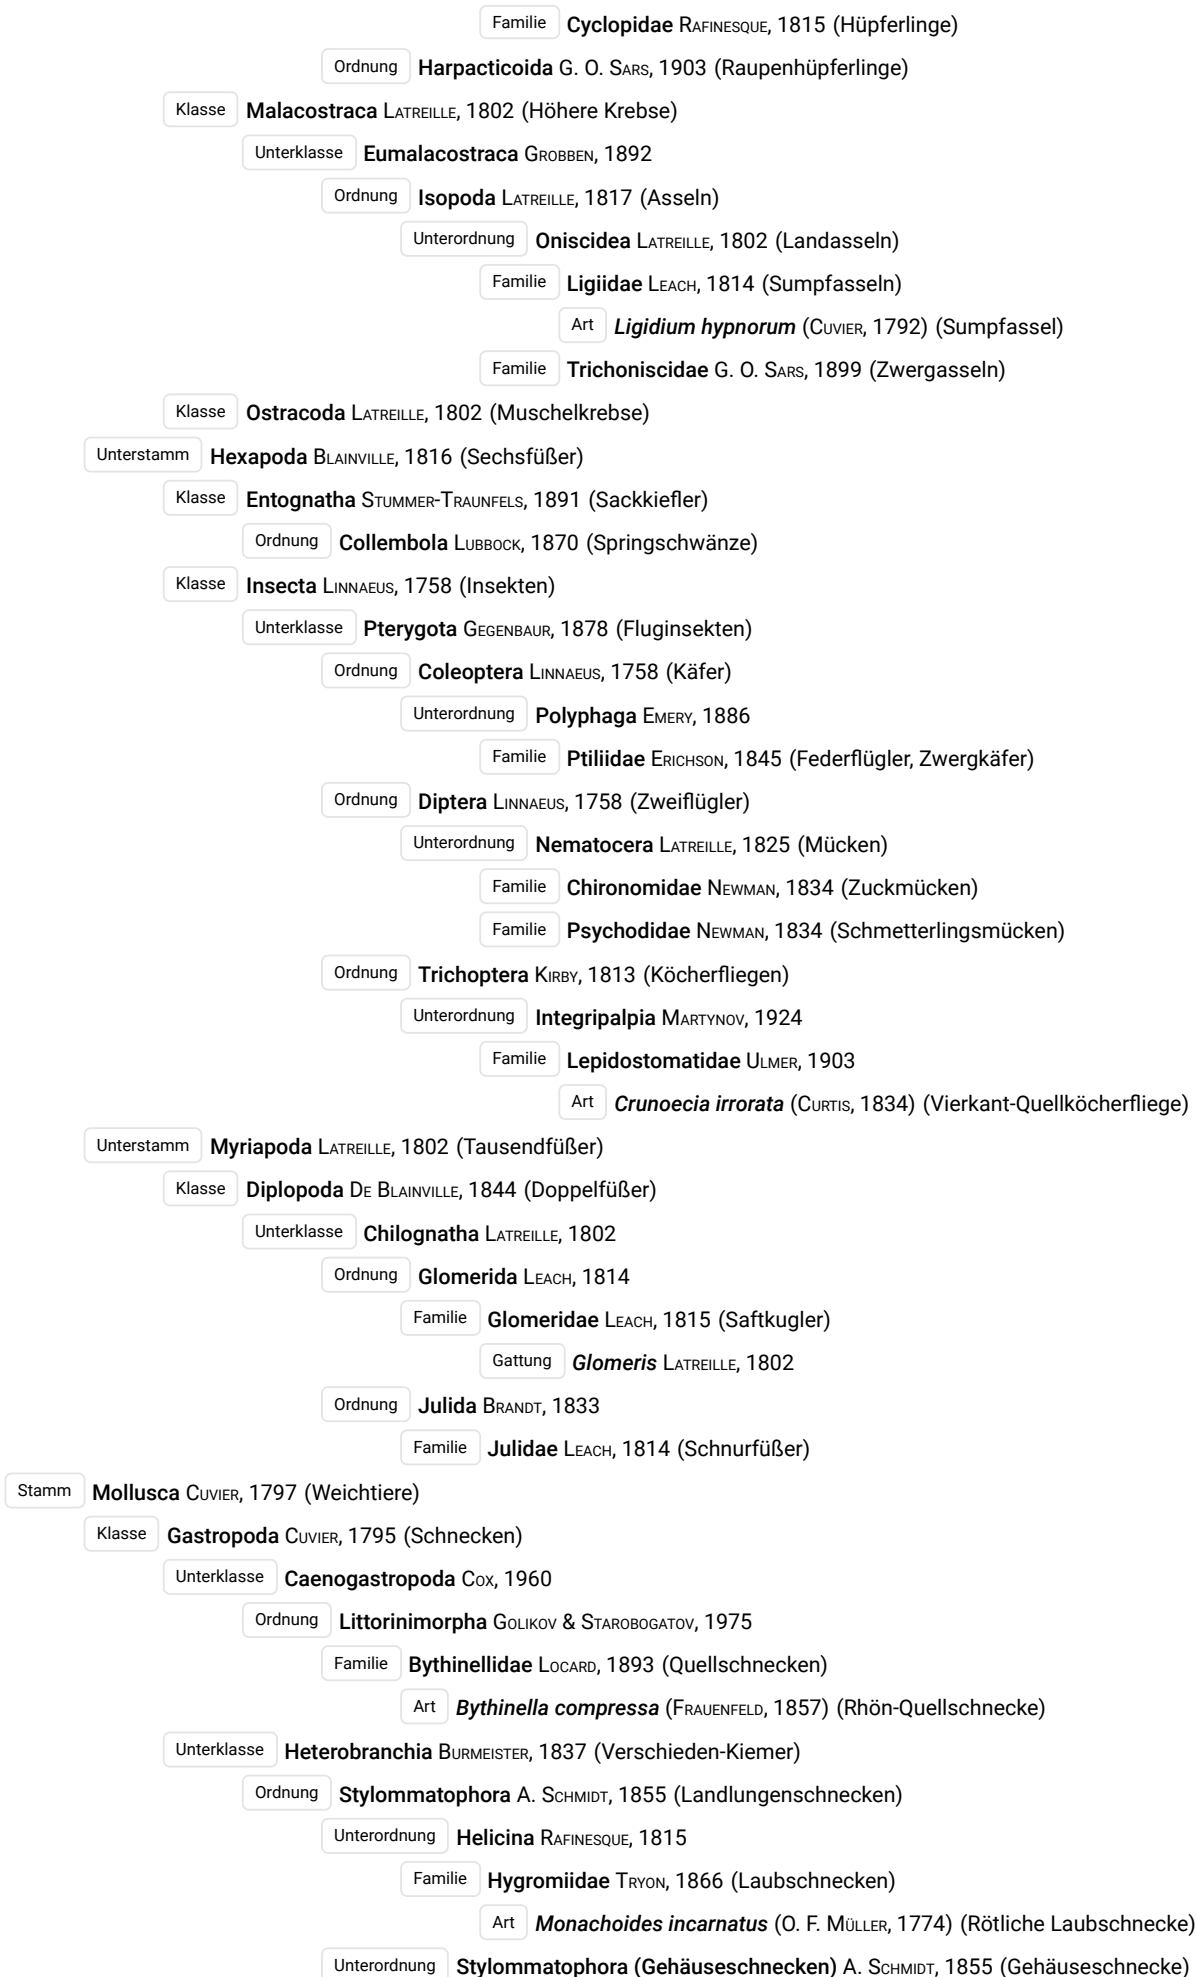 Familie Cyclopidae Rafinesque, 1815 (Hüpferlinge)
Ordnung Harpacticoida G. O. Sars, 1903 (Raupenhüpferlinge)
Klasse Malacostraca Latreille, 1802 (Höhere Krebse)
Unterklasse Eumalacostraca Grobben, 1892
Ordnung Isopoda Latreille, 1817 (Asseln)
Unterordnung Oniscidea Latreille, 1802 (Landasseln)
Familie Ligiidae Leach, 1814 (Sumpfasseln)
Art Ligidium hypnorum (Cuvier, 1792) (Sumpfassel)
Familie Trichoniscidae G. O. Sars, 1899 (Zwergasseln)
Klasse Ostracoda Latreille, 1802 (Muschelkrebse)
Unterstamm Hexapoda Blainville, 1816 (Sechsfüßer)
Klasse Entognatha Stummer-Traunfels, 1891 (Sackkiefler)
Ordnung Collembola Lubbock, 1870 (Springschwänze)
Klasse Insecta Linnaeus, 1758 (Insekten)
Unterklasse Pterygota Gegenbaur, 1878 (Fluginsekten)
Ordnung Coleoptera Linnaeus, 1758 (Käfer)
Unterordnung Polyphaga Emery, 1886
Familie Ptiliidae Erichson, 1845 (Federflügler, Zwergkäfer)
Ordnung Diptera Linnaeus, 1758 (Zweiflügler)
Unterordnung Nematocera Latreille, 1825 (Mücken)
Familie Chironomidae Newman, 1834 (Zuckmücken)
Familie Psychodidae Newman, 1834 (Schmetterlingsmücken)
Ordnung Trichoptera Kirby, 1813 (Köcherfliegen)
Unterordnung Integripalpia Martynov, 1924
Familie Lepidostomatidae Ulmer, 1903
Art Crunoecia irrorata (Curtis, 1834) (Vierkant-Quellköcherfliege)
Unterstamm Myriapoda Latreille, 1802 (Tausendfüßer)
Klasse Diplopoda De Blainville, 1844 (Doppelfüßer)
Unterklasse Chilognatha Latreille, 1802
Ordnung Glomerida Leach, 1814
Familie Glomeridae Leach, 1815 (Saftkugler)
Gattung Glomeris Latreille, 1802
Ordnung Julida Brandt, 1833
Familie Julidae Leach, 1814 (Schnurfüßer)
Stamm Mollusca Cuvier, 1797 (Weichtiere)
Klasse Gastropoda Cuvier, 1795 (Schnecken)
Unterklasse Caenogastropoda Cox, 1960
Ordnung Littorinimorpha Golikov & Starobogatov, 1975
Familie Bythinellidae Locard, 1893 (Quellschnecken)
Art Bythinella compressa (Frauenfeld, 1857) (Rhön-Quellschnecke)
Unterklasse Heterobranchia Burmeister, 1837 (Verschieden-Kiemer)
Ordnung Stylommatophora A. Schmidt, 1855 (Landlungenschnecken)
Unterordnung Helicina Rafinesque, 1815
Familie Hygromiidae Tryon, 1866 (Laubschnecken)
Art Monachoides incarnatus (O. F. Müller, 1774) (Rötliche Laubschnecke)
Unterordnung Stylommatophora (Gehäuseschnecken) A. Schmidt, 1855 (Gehäuseschnecke)